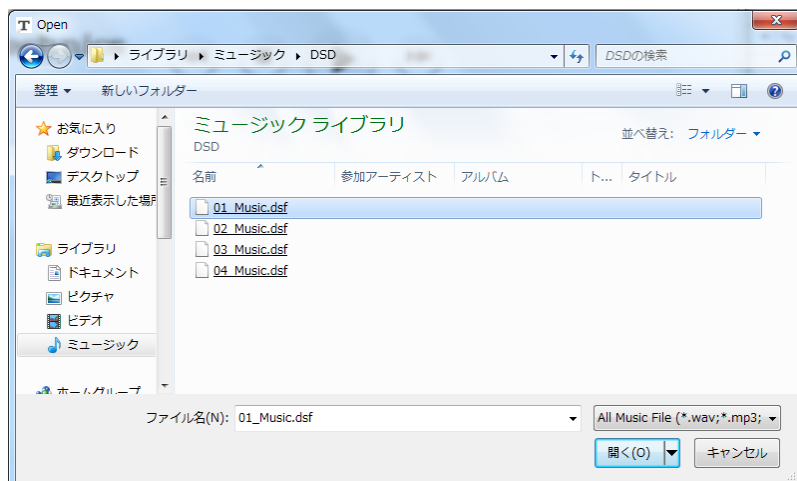 T Open
ライブラリ ミュージック DSD
DSDの検索
整理 新しいフォルダー
お気に入り
ダウンロード
デスクトップ
最近表示した場所
ライブラリ
ドキュメント
ピクチャ
ビデオ
ミュージック
ホームグループ
ミュージック ライブラリ
DSD
並べ替え: フォルダー
名前 参加アーティスト アルバム ト... タイトル
01_Music.dsf
02_Music.dsf
03_Music.dsf
04_Music.dsf
ファイル名(N): 01_Music.dsf
All Music File (*.wav;*.mp3;
開く(O) キャンセル